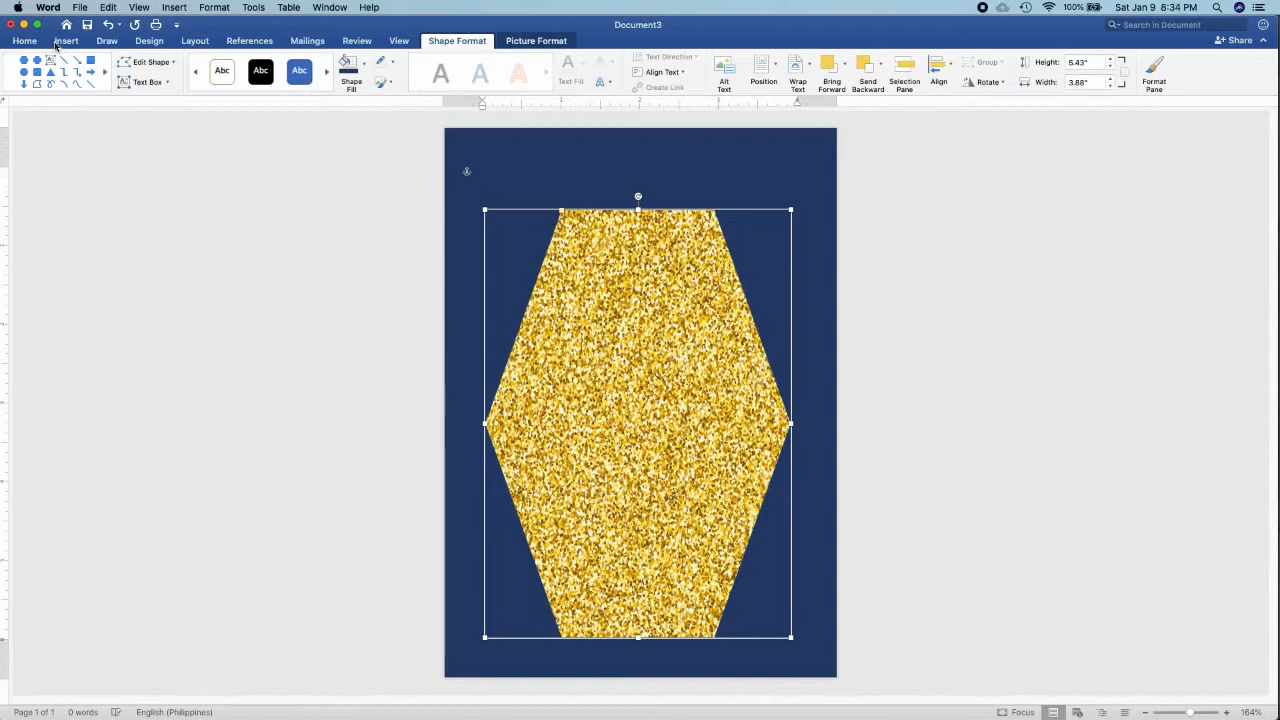 Word File Edit View Insert Format Tools Table Window Help 100% Sat Jan 9 8:34 PM
Document3 Search in Document
Home Insert Draw Design Layout References Mailings Review View Shape Format Picture Format Share
Edit Shape Text Direction Group Height: 5.43"
Abc Abc Abc A A A A Align Text
Text Box Create Link Rotate Width: 3.88"
Shape Fill Text Fill A Alt Text Position Wrap Text Bring Forward Send Backward Selection Pane Align Format Pane
1 2 3
Page 1 of 1 0 words English (Philippines) Focus 164%